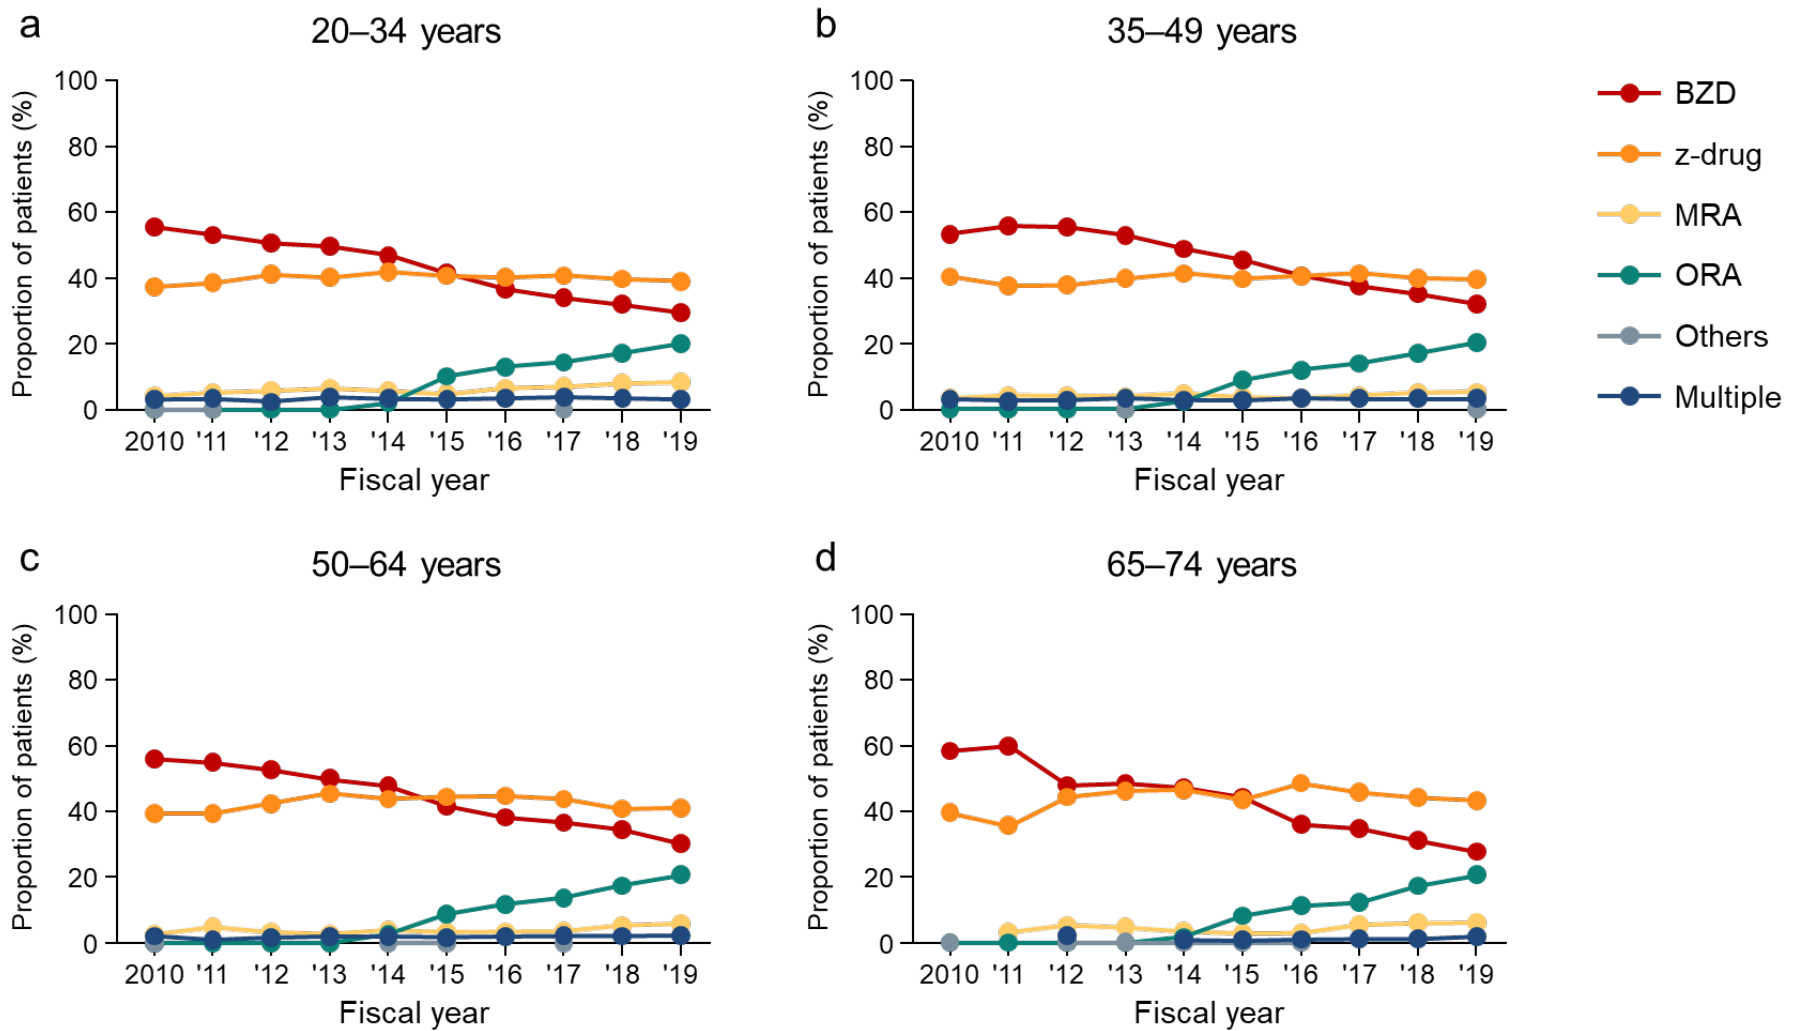 a
20–34 years
Proportion of patients (%)
100
80
60
40
20
0
2010 '11 '12 '13 '14 '15 '16 '17 '18 '19
Fiscal year
b
35–49 years
Proportion of patients (%)
100
80
60
40
20
0
2010 '11 '12 '13 '14 '15 '16 '17 '18 '19
Fiscal year
BZD
z-drug
MRA
ORA
Others
Multiple
c
50–64 years
Proportion of patients (%)
100
80
60
40
20
0
2010 '11 '12 '13 '14 '15 '16 '17 '18 '19
Fiscal year
d
65–74 years
Proportion of patients (%)
100
80
60
40
20
0
2010 '11 '12 '13 '14 '15 '16 '17 '18 '19
Fiscal year